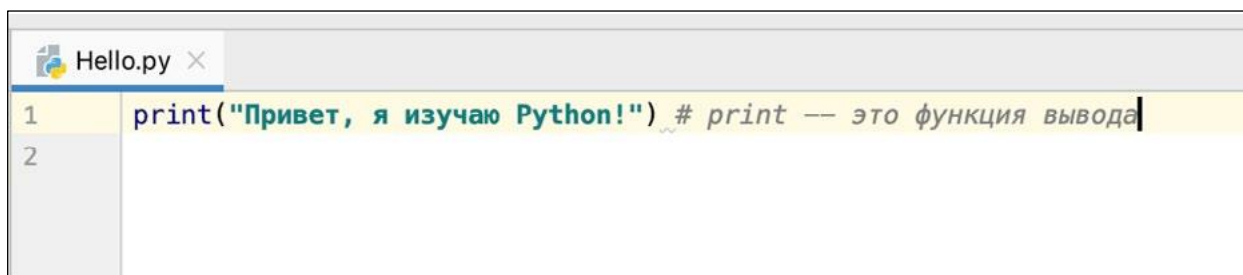 Hello.py
1 print("Привет, я изучаю Python!") # print –– это функция вывода
2